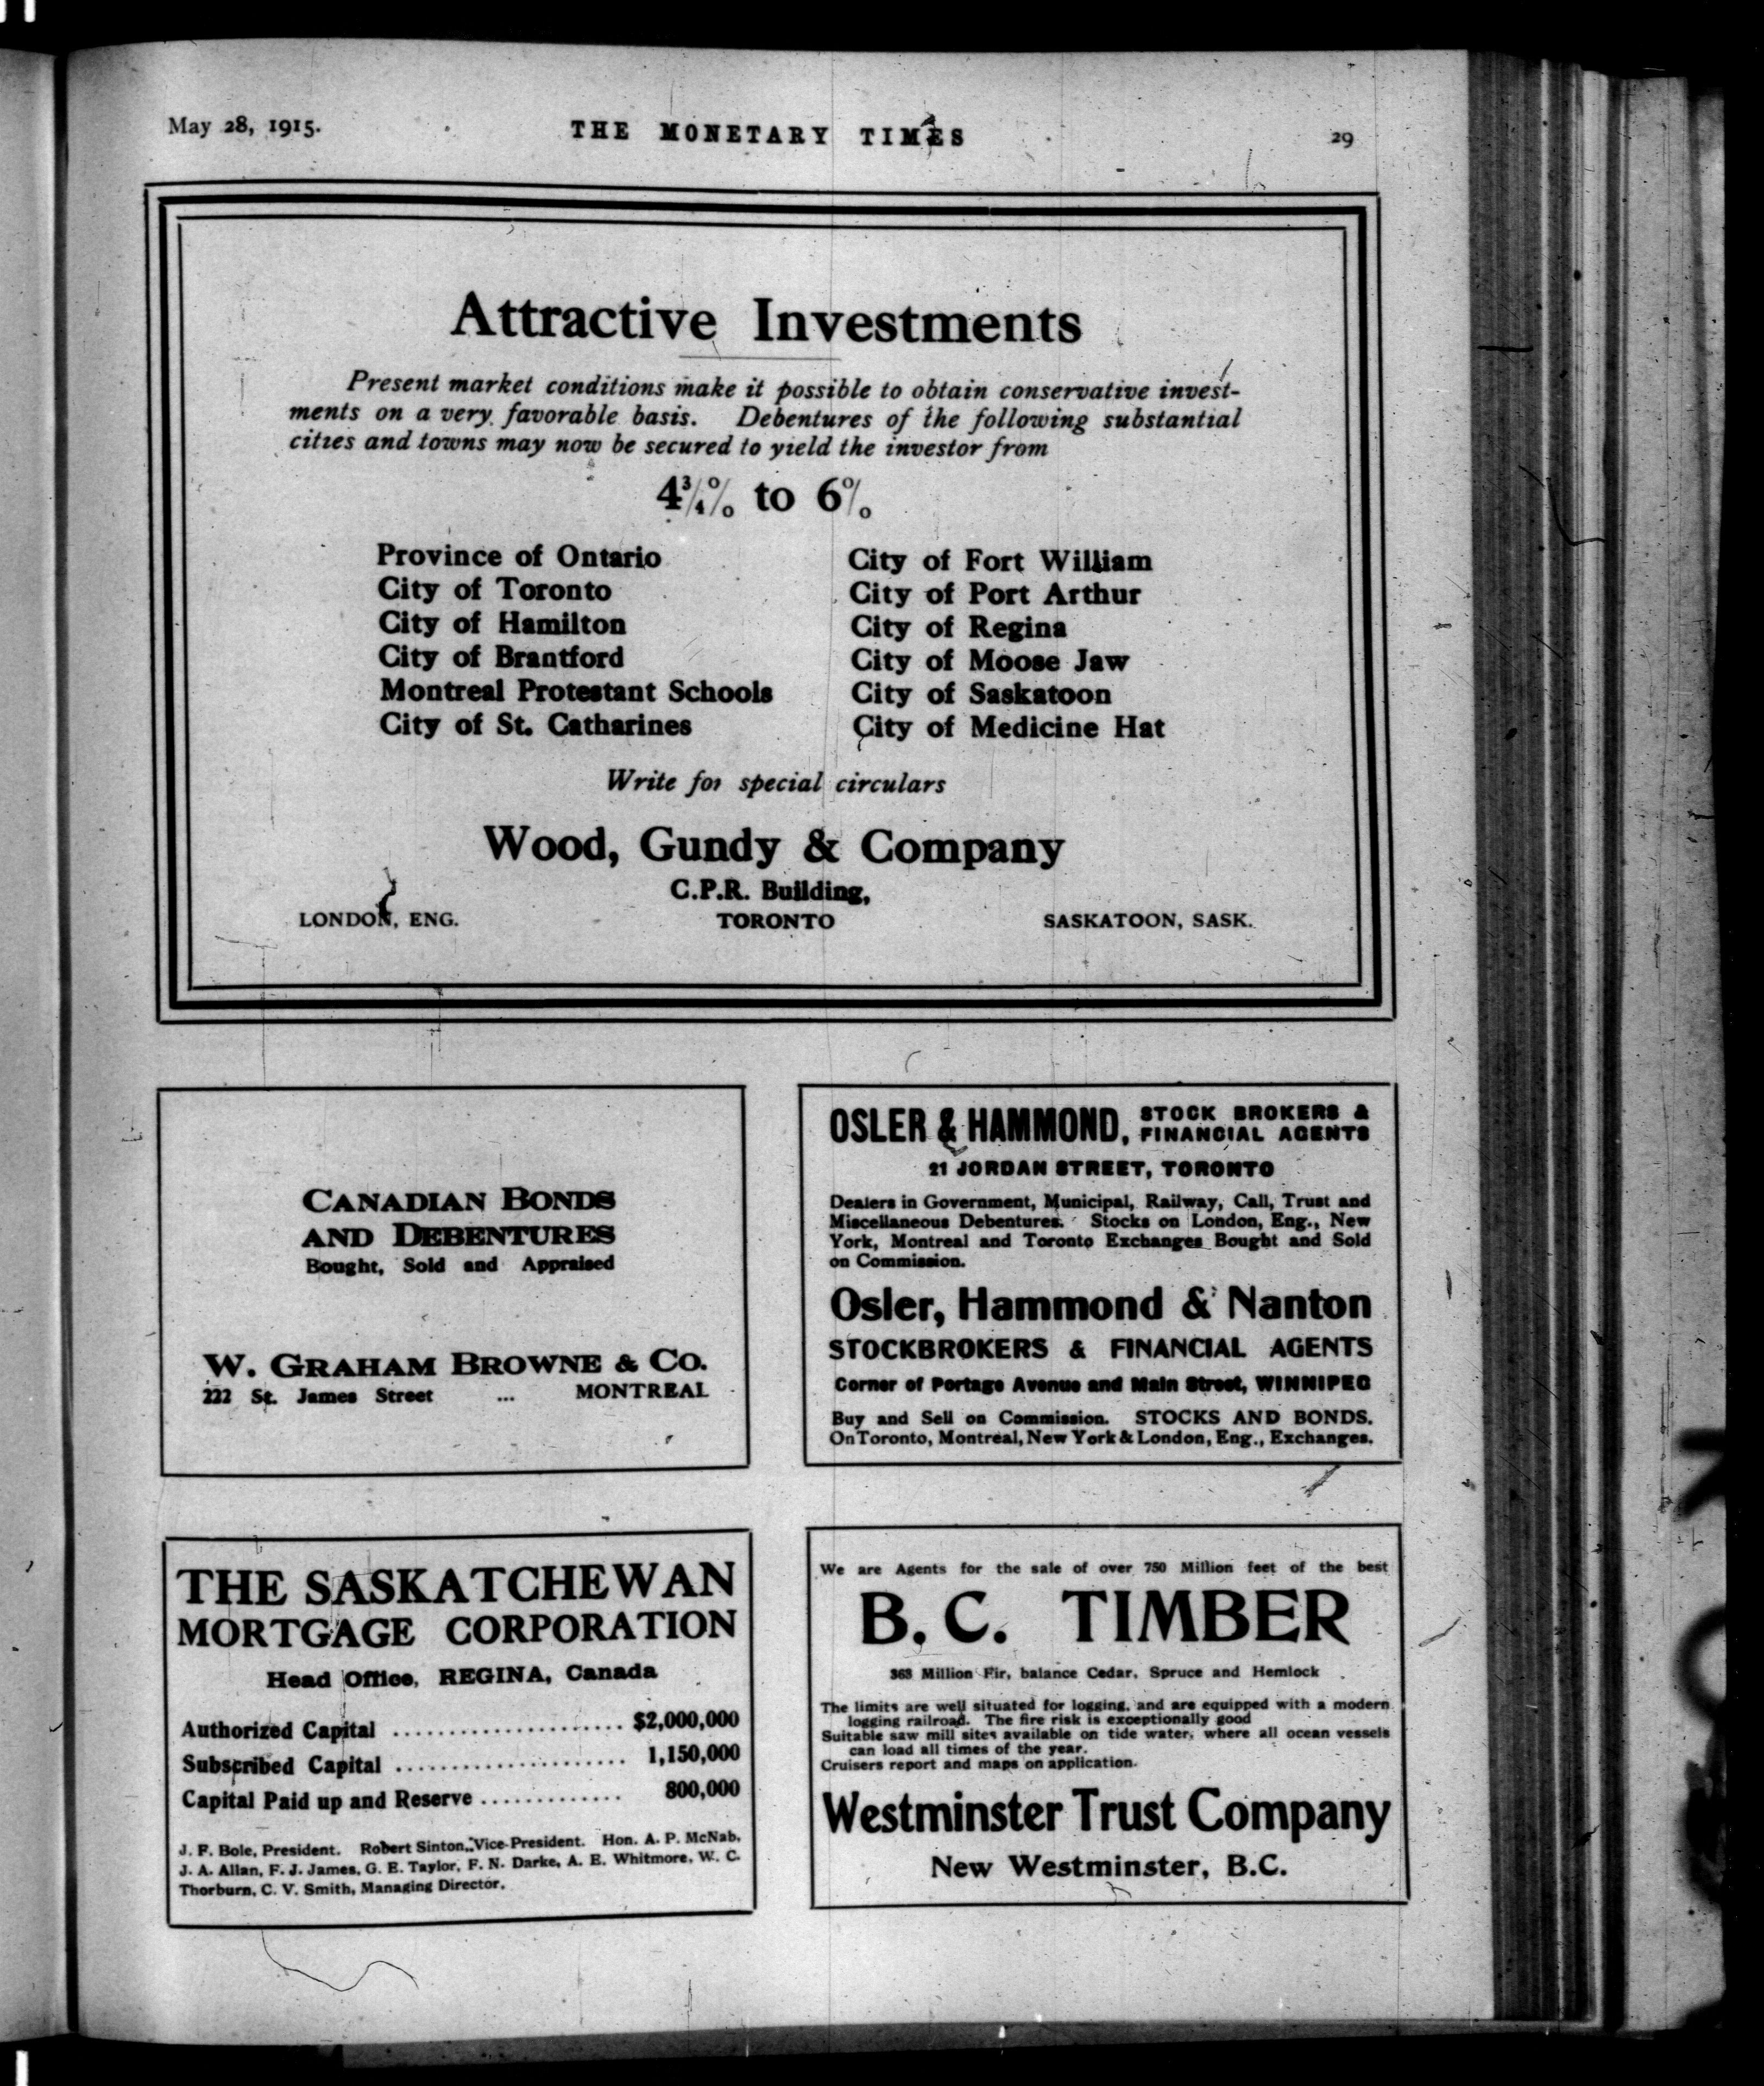 May 28, 1915.
THE MONETARY TIMES
29
Attractive Investments
Present market conditions make it possible to obtain conservative invest-
ments on a very favorable basis. Debentures of the following substantial
cities and towns may now be secured to yield the investor from
4¾% to 6%
Province of Ontario
City of Toronto
City of Hamilton
City of Brantford
Montreal Protestant Schools
City of St. Catharines
City of Fort William
City of Port Arthur
City of Regina
City of Moose Jaw
City of Saskatoon
City of Medicine Hat
Write for special circulars
Wood, Gundy & Company
C.P.R. Building,
LONDON, ENG. TORONTO SASKATOON, SASK.
CANADIAN BONDS
AND DEBENTURES
Bought, Sold and Appraised
W. GRAHAM BROWNE & CO.
222 St. James Street ... MONTREAL
OSLER & HAMMOND, STOCK BROKERS &
FINANCIAL AGENTS
21 JORDAN STREET, TORONTO
Dealers in Government, Municipal, Railway, Call, Trust and
Miscellaneous Debentures. Stocks on London, Eng., New
York, Montreal and Toronto Exchanges Bought and Sold
on Commission.
Osler, Hammond & Nanton
STOCKBROKERS & FINANCIAL AGENTS
Corner of Portage Avenue and Main Street, WINNIPEG
Buy and Sell on Commission. STOCKS AND BONDS.
On Toronto, Montreal, New York & London, Eng., Exchanges.
THE SASKATCHEWAN
MORTGAGE CORPORATION
Head Office, REGINA, Canada
Authorized Capital ..................... $2,000,000
Subscribed Capital ..................... 1,150,000
Capital Paid up and Reserve ............. 800,000
J. F. Bole, President. Robert Sinton, Vice-President. Hon. A. P. McNab,
J. A. Allan, F. J. James, G. E. Taylor, F. N. Darke, A. E. Whitmore, W. C.
Thorburn, C. V. Smith, Managing Director.
We are Agents for the sale of over 750 Million feet of the best
B. C. TIMBER
363 Million Fir, balance Cedar, Spruce and Hemlock
The limits are well situated for logging, and are equipped with a modern
logging railroad. The fire risk is exceptionally good
Suitable saw mill sites available on tide water, where all ocean vessels
can load all times of the year.
Cruisers report and maps on application.
Westminster Trust Company
New Westminster, B.C.